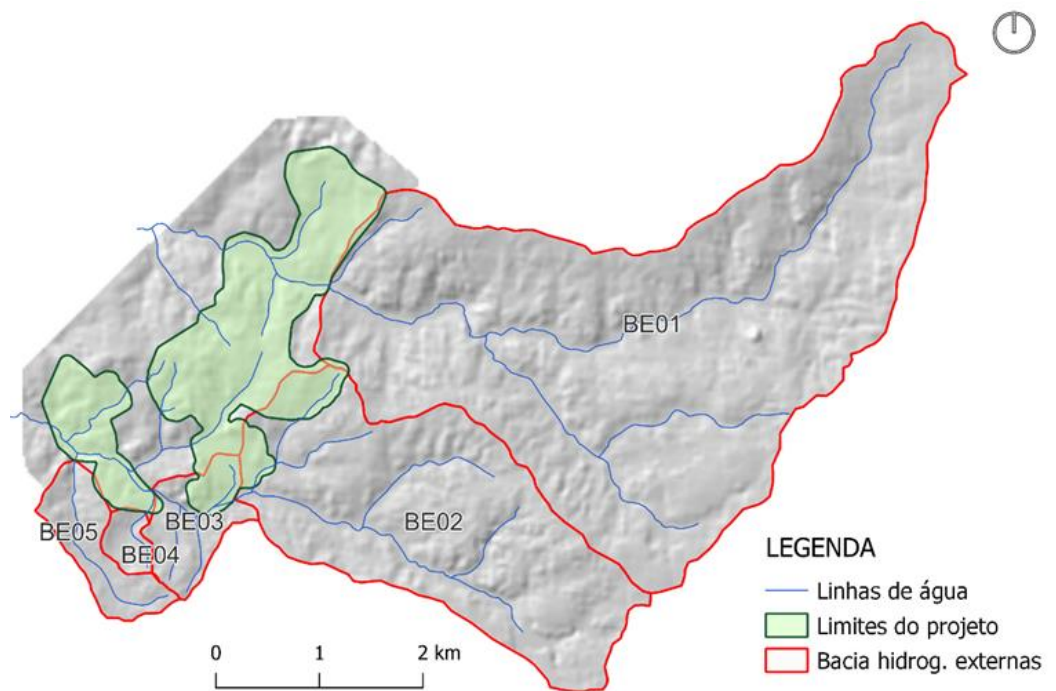 BE01
BE02
BE03
BE05
BE04
LEGENDA
Linhas de água
Limites do projeto
Bacia hidrog. externas
0 1 2 km